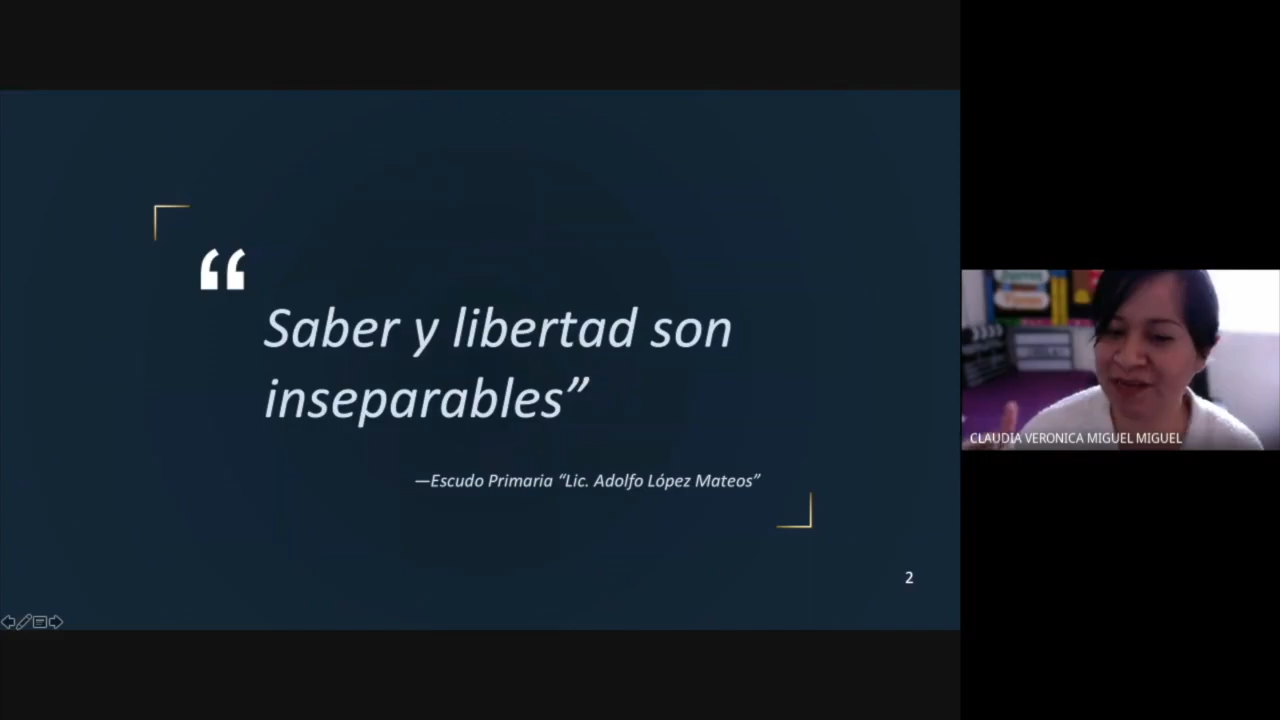 “
Saber y libertad son
inseparables”
—Escudo Primaria “Lic. Adolfo López Mateos”
2
CLAUDIA VERONICA MIGUEL MIGUEL